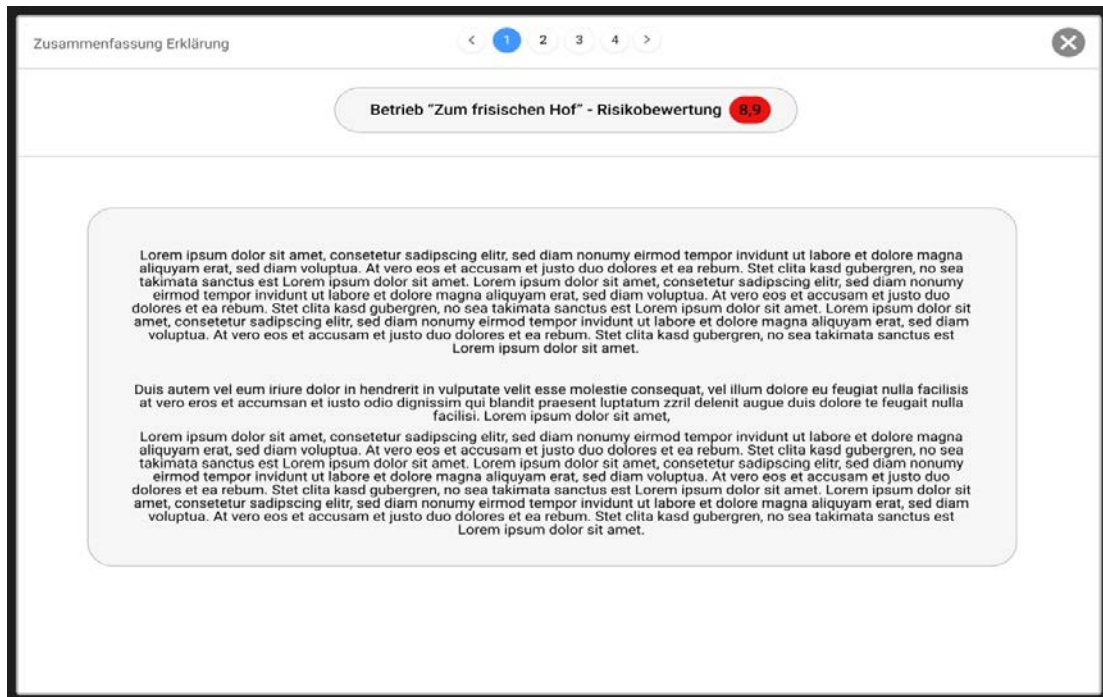 Zusammenfassung Erklärung
< 1 2 3 4 >
Betrieb "Zum frisischen Hof" - Risikobewertung 8,9
Lorem ipsum dolor sit amet, consetetur sadipscing elitr, sed diam nonumy eirmod tempor invidunt ut labore et dolore magna
aliquyam erat, sed diam voluptua. At vero eos et accusam et justo duo dolores et ea rebum. Stet clita kasd gubergren, no sea
takimata sanctus est Lorem ipsum dolor sit amet. Lorem ipsum dolor sit amet, consetetur sadipscing elitr, sed diam nonumy
eirmod tempor invidunt ut labore et dolore magna aliquyam erat, sed diam voluptua. At vero eos et accusam et justo duo
dolores et ea rebum. Stet clita kasd gubergren, no sea takimata sanctus est Lorem ipsum dolor sit amet. Lorem ipsum dolor sit
amet, consetetur sadipscing elitr, sed diam nonumy eirmod tempor invidunt ut labore et dolore magna aliquyam erat, sed diam
voluptua. At vero eos et accusam et justo duo dolores et ea rebum. Stet clita kasd gubergren, no sea takimata sanctus est
Lorem ipsum dolor sit amet.
Duis autem vel eum iriure dolor in hendrerit in vulputate velit esse molestie consequat, vel illum dolore eu feugiat nulla facilisis
at vero eros et accumsan et iusto odio dignissim qui blandit praesent luptatum zzril delenit augue duis dolore te feugait nulla
facilisi. Lorem ipsum dolor sit amet,
Lorem ipsum dolor sit amet, consetetur sadipscing elitr, sed diam nonumy eirmod tempor invidunt ut labore et dolore magna
aliquyam erat, sed diam voluptua. At vero eos et accusam et justo duo dolores et ea rebum. Stet clita kasd gubergren, no sea
takimata sanctus est Lorem ipsum dolor sit amet. Lorem ipsum dolor sit amet, consetetur sadipscing elitr, sed diam nonumy
eirmod tempor invidunt ut labore et dolore magna aliquyam erat, sed diam voluptua. At vero eos et accusam et justo duo
dolores et ea rebum. Stet clita kasd gubergren, no sea takimata sanctus est Lorem ipsum dolor sit amet. Lorem ipsum dolor sit
amet, consetetur sadipscing elitr, sed diam nonumy eirmod tempor invidunt ut labore et dolore magna aliquyam erat, sed diam
voluptua. At vero eos et accusam et justo duo dolores et ea rebum. Stet clita kasd gubergren, no sea takimata sanctus est
Lorem ipsum dolor sit amet.